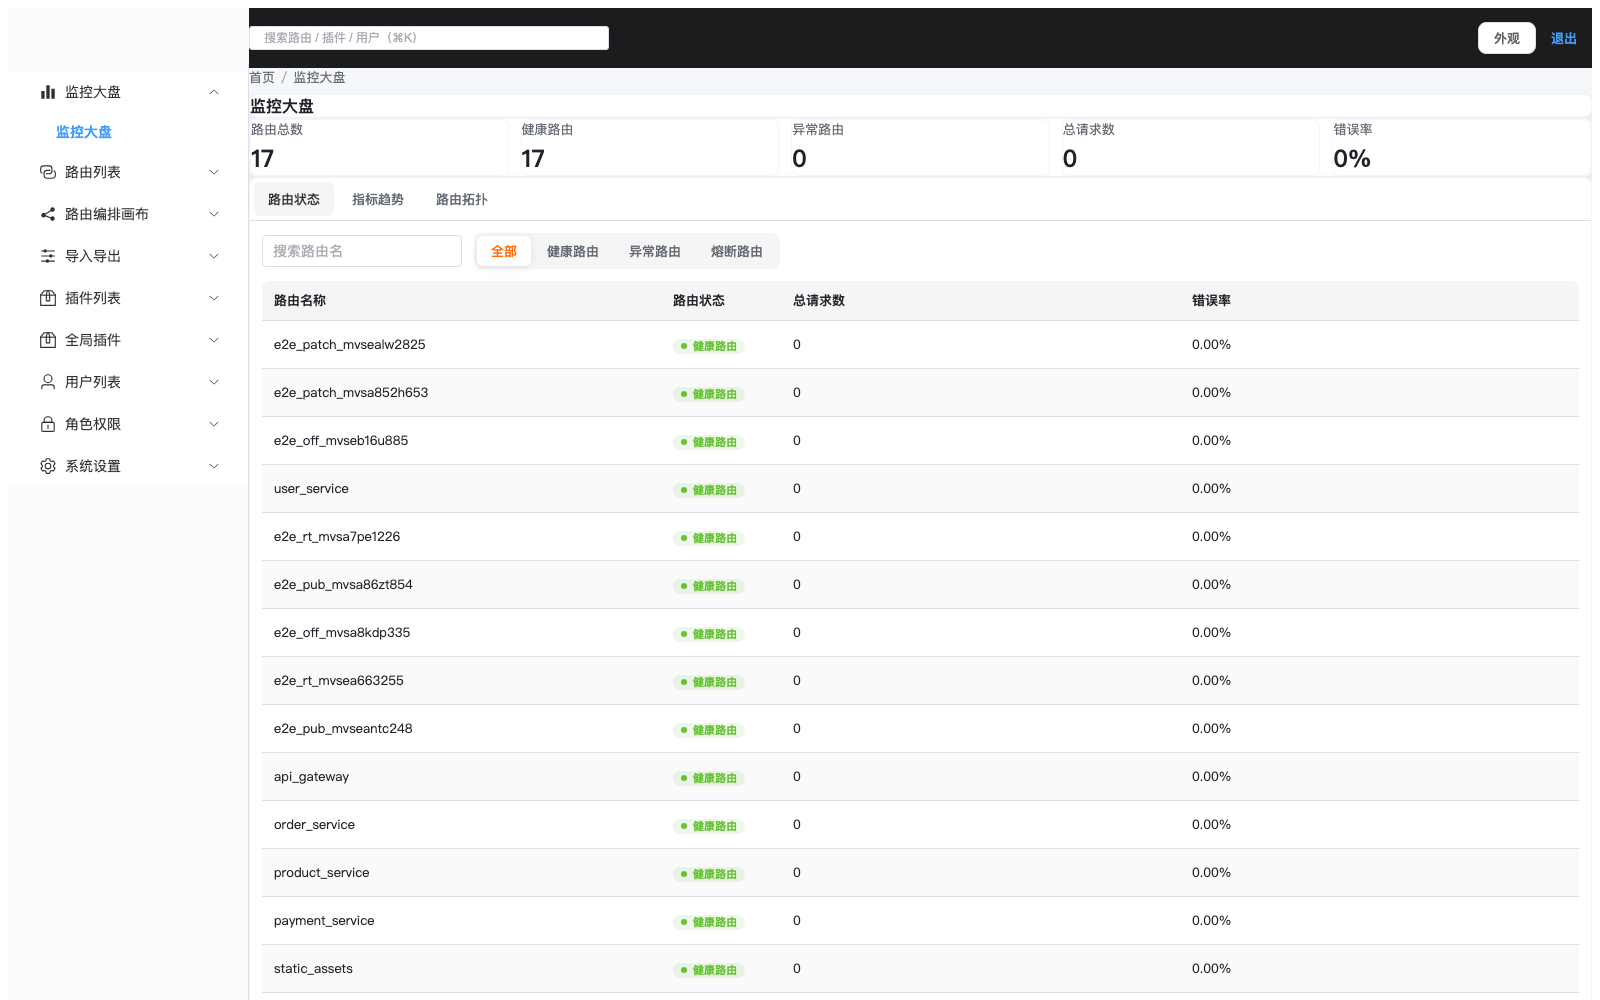 搜索路由 / 插件 / 用户（⌘K）
外观
退出
监控大盘
监控大盘
路由列表
路由编排画布
导入导出
插件列表
全局插件
用户列表
角色权限
系统设置
首页 / 监控大盘
监控大盘
路由总数 健康路由 异常路由 总请求数 错误率
17 17 0 0 0%
路由状态 指标趋势 路由拓扑
搜索路由名 全部 健康路由 异常路由 熔断路由
路由名称 路由状态 总请求数 错误率
e2e_patch_mvsealw2825 健康路由 0 0.00%
e2e_patch_mvsa852h653 健康路由 0 0.00%
e2e_off_mvseb16u885 健康路由 0 0.00%
user_service 健康路由 0 0.00%
e2e_rt_mvsa7pe1226 健康路由 0 0.00%
e2e_pub_mvsa86zt854 健康路由 0 0.00%
e2e_off_mvsa8kdp335 健康路由 0 0.00%
e2e_rt_mvsea663255 健康路由 0 0.00%
e2e_pub_mvseantc248 健康路由 0 0.00%
api_gateway 健康路由 0 0.00%
order_service 健康路由 0 0.00%
product_service 健康路由 0 0.00%
payment_service 健康路由 0 0.00%
static_assets 健康路由 0 0.00%